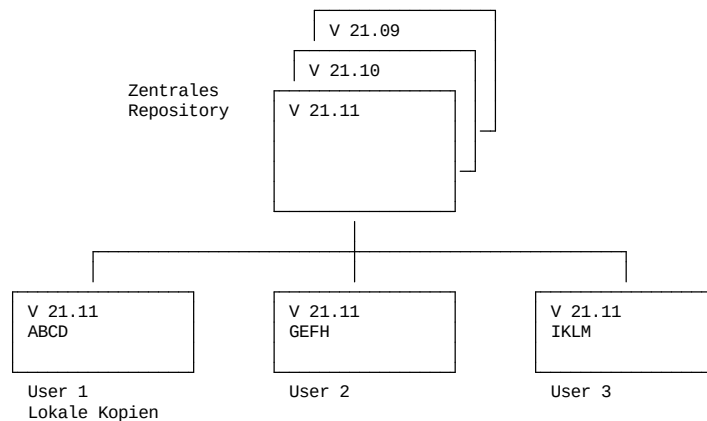 V 21.09
V 21.10
Zentrales
Repository
V 21.11
V 21.11
ABCD
User 1
Lokale Kopien
V 21.11
GEFH
User 2
V 21.11
IKLM
User 3